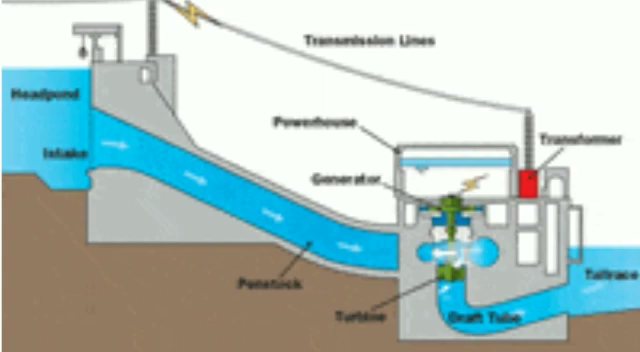 Transmission Lines
Headpond
Powerhouse
Transformer
Intake
Generator
Tailrace
Penstock
Turbine
Draft Tube